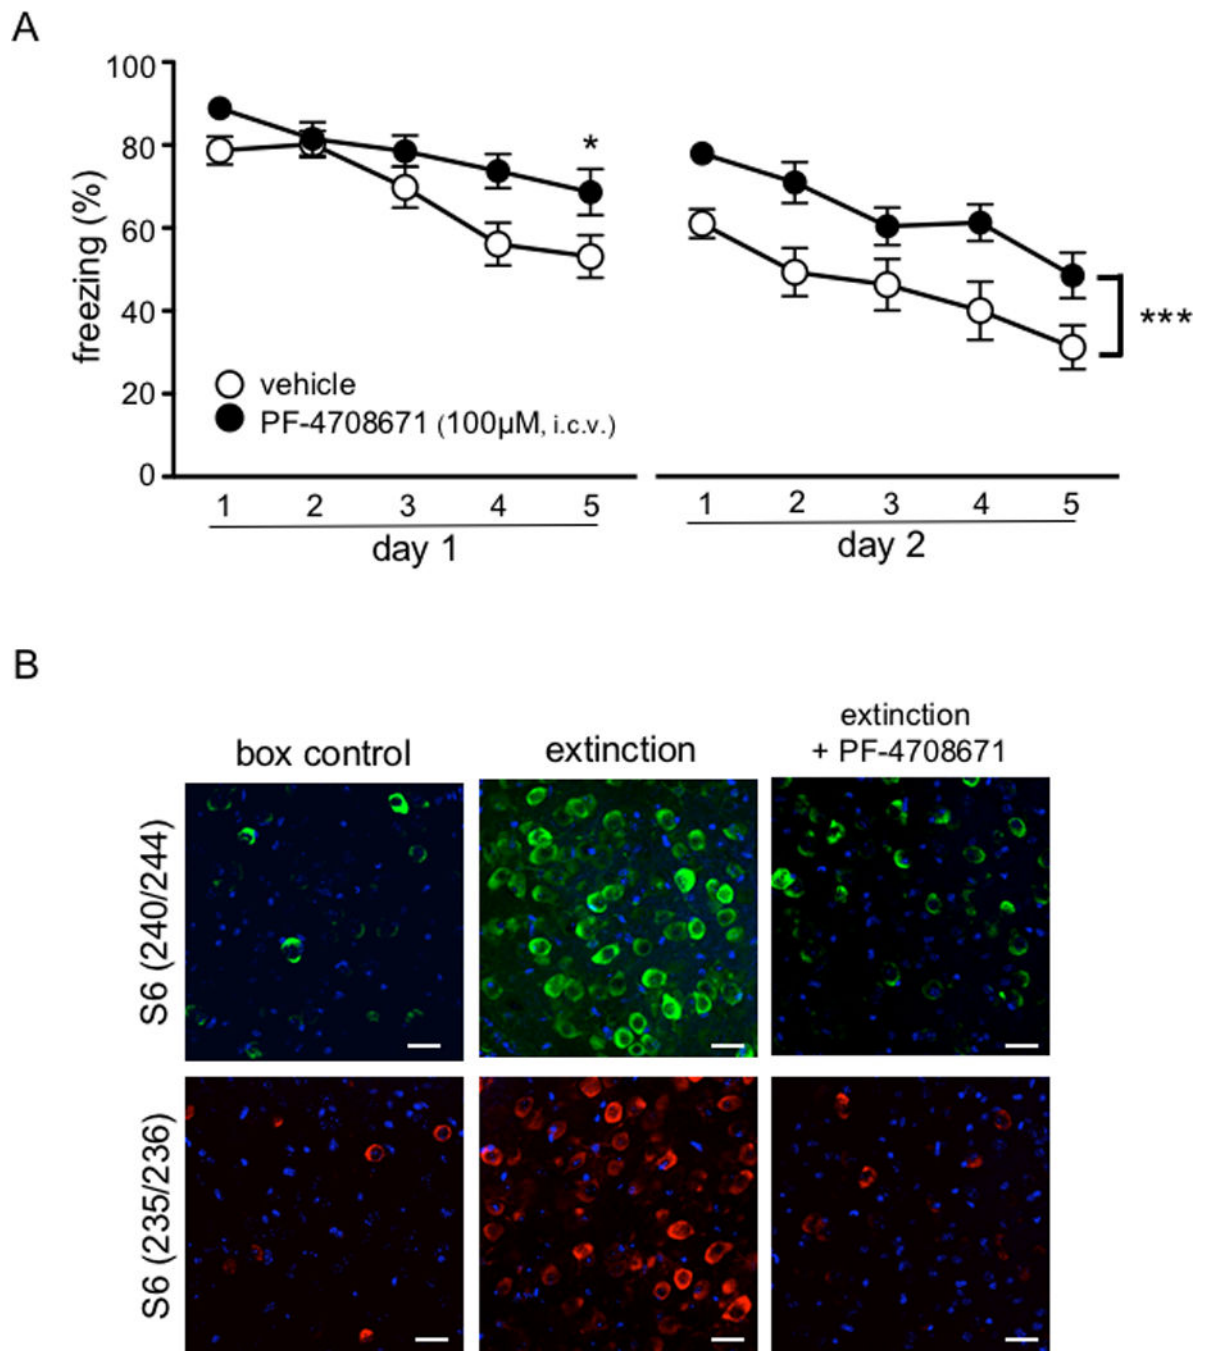 A
100
80
60
40
20
0
freezing (%)
*
***
vehicle
PF-4708671 (100µM, i.c.v.)
1 2 3 4 5
day 1
1 2 3 4 5
day 2
B
box control
extinction
extinction
+ PF-4708671
S6 (240/244)
S6 (235/236)